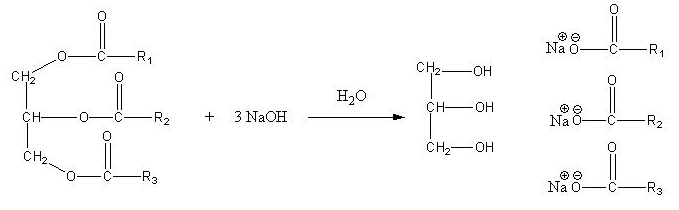 O
O C R₁
CH₂
O
CH O C R₂
O
CH₂
O C R₃
+ 3 NaOH
H₂O
CH₂ OH
CH OH
CH₂ OH
O
Na⊕ O⊖ C R₁
O
Na⊕ O⊖ C R₂
O
Na⊕ O⊖ C R₃